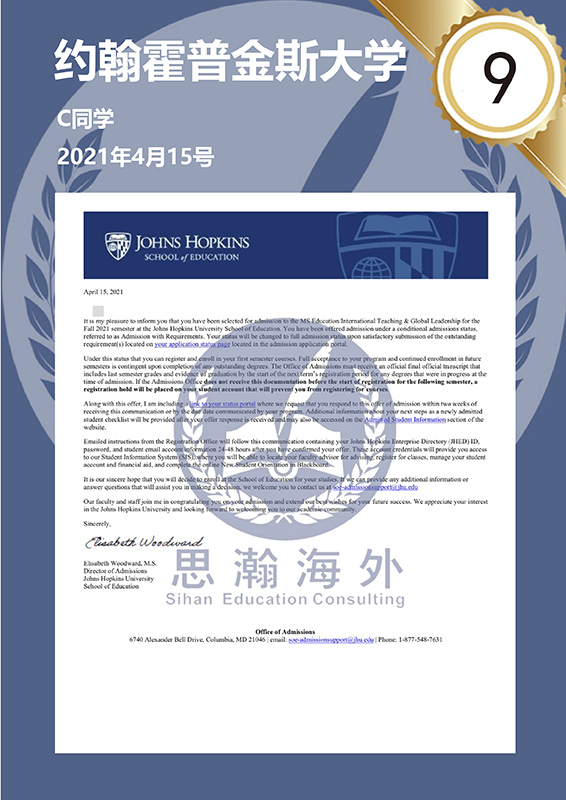 约翰霍普金斯大学
9
C同学
2021年4月15号
JOHNS HOPKINS
SCHOOL of EDUCATION
April 15, 2021
It is my pleasure to inform you that you have been selected for admission to the MS Education/International Teaching & Global Leadership for the
Fall 2021 semester at the Johns Hopkins University School of Education. You have been offered admission under a conditional admissions status,
referred to as Admission with Requirements. Your status will be changed to full admission status upon satisfactory submission of the outstanding
requirement(s) located on your application status page located in the admission application portal.
Under this status that you can register and enroll in your first semester courses. Full acceptance to your program and continued enrollment in future
semesters is contingent upon completion of any outstanding degrees. The Office of Admissions must receive an official final official transcript that
includes last semester grades and evidence of graduation by the start of the next term's registration period for any degrees that were in progress at the
time of admission. If the Admissions Office does not receive this documentation before the start of registration for the following semester, a
registration hold will be placed on your student account that will prevent you from registering for courses.
Along with this offer, I am including a link to your status portal where we request that you respond to this offer of admission within two weeks of
receiving this communication or by the due date communicated by your program. Additional information about your next steps as a newly admitted
student checklist will be provided after your offer response is received and may also be accessed on the Admitted Student Information section of the
website.
Emailed instructions from the Registration Office will follow this communication containing your Johns Hopkins Enterprise Directory (JHED) ID,
password, and student email account information 24-48 hours after you have confirmed your offer. These account credentials will provide you access
to our Student Information System (SIS), where you will be able to locate your faculty advisor for advising, register for classes, manage your student
account and financial aid, and complete the online New Student Orientation in Blackboard.
It is our sincere hope that you will decide to enroll at the School of Education for your studies. If we can provide any additional information or
answer questions that will assist you in making a decision, we welcome you to contact us at soe-admissionsupport@jhu.edu
Our faculty and staff join me in congratulating you on your admission and extend our best wishes for your future success. We appreciate your interest
in the Johns Hopkins University and looking forward to welcoming you to our academic community.
Sincerely,
Elisabeth Woodward
Elisabeth Woodward, M.S.
Director of Admissions
Johns Hopkins University
School of Education
思瀚海外
Sihan Education Consulting
Office of Admissions
6740 Alexander Bell Drive, Columbia, MD 21046 | email: soe-admissionsupport@jhu.edu | Phone: 1-877-548-7631